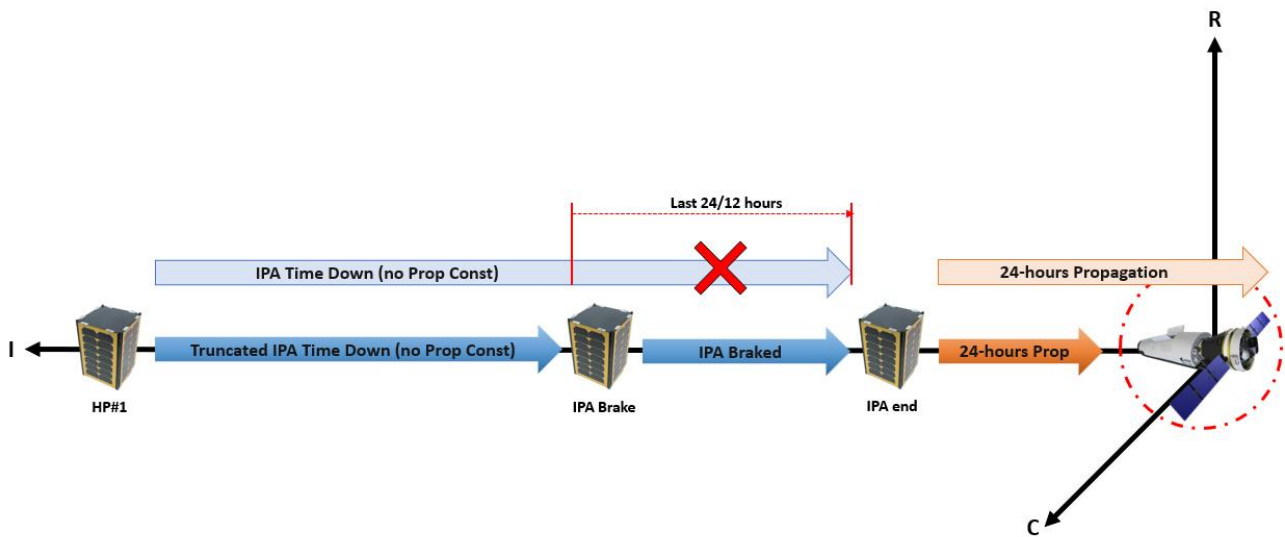 R
Last 24/12 hours
IPA Time Down (no Prop Const)
24-hours Propagation
I
Truncated IPA Time Down (no Prop Const)
IPA Braked
24-hours Prop
HP#1
IPA Brake
IPA end
C